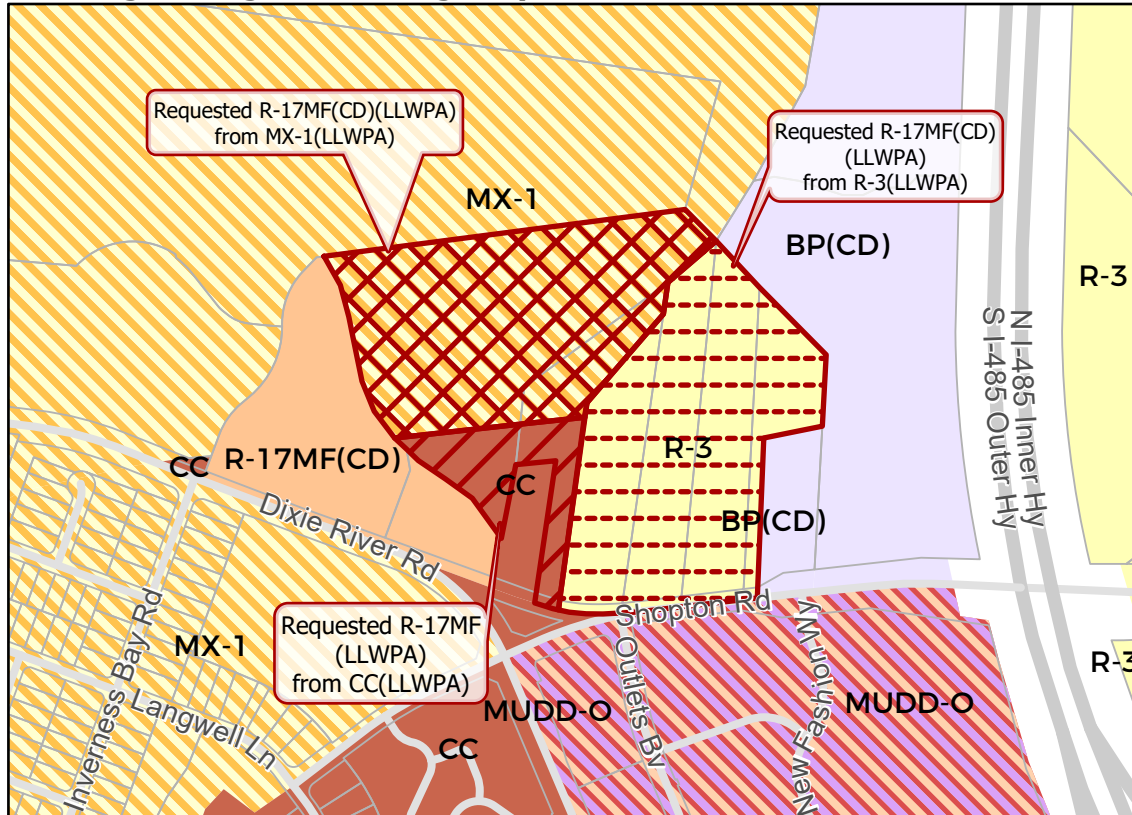 Requested R-17MF(CD)(LLWPA)
from MX-1(LLWPA)
Requested R-17MF(CD)
(LLWPA)
from R-3(LLWPA)
MX-1
BP(CD)
R-3
N I-485 Inner Hy
S I-485 Outer Hy
R-3
CC
R-17MF(CD)
CC
BP(CD)
Dixie River Rd
Shopton Rd
Requested R-17MF
(LLWPA)
from CC(LLWPA)
MX-1
Inverness Bay Rd
Langwell Ln
CC
MUDD-O
Outlets Bv
New Fashion Wy
MUDD-O
R-3